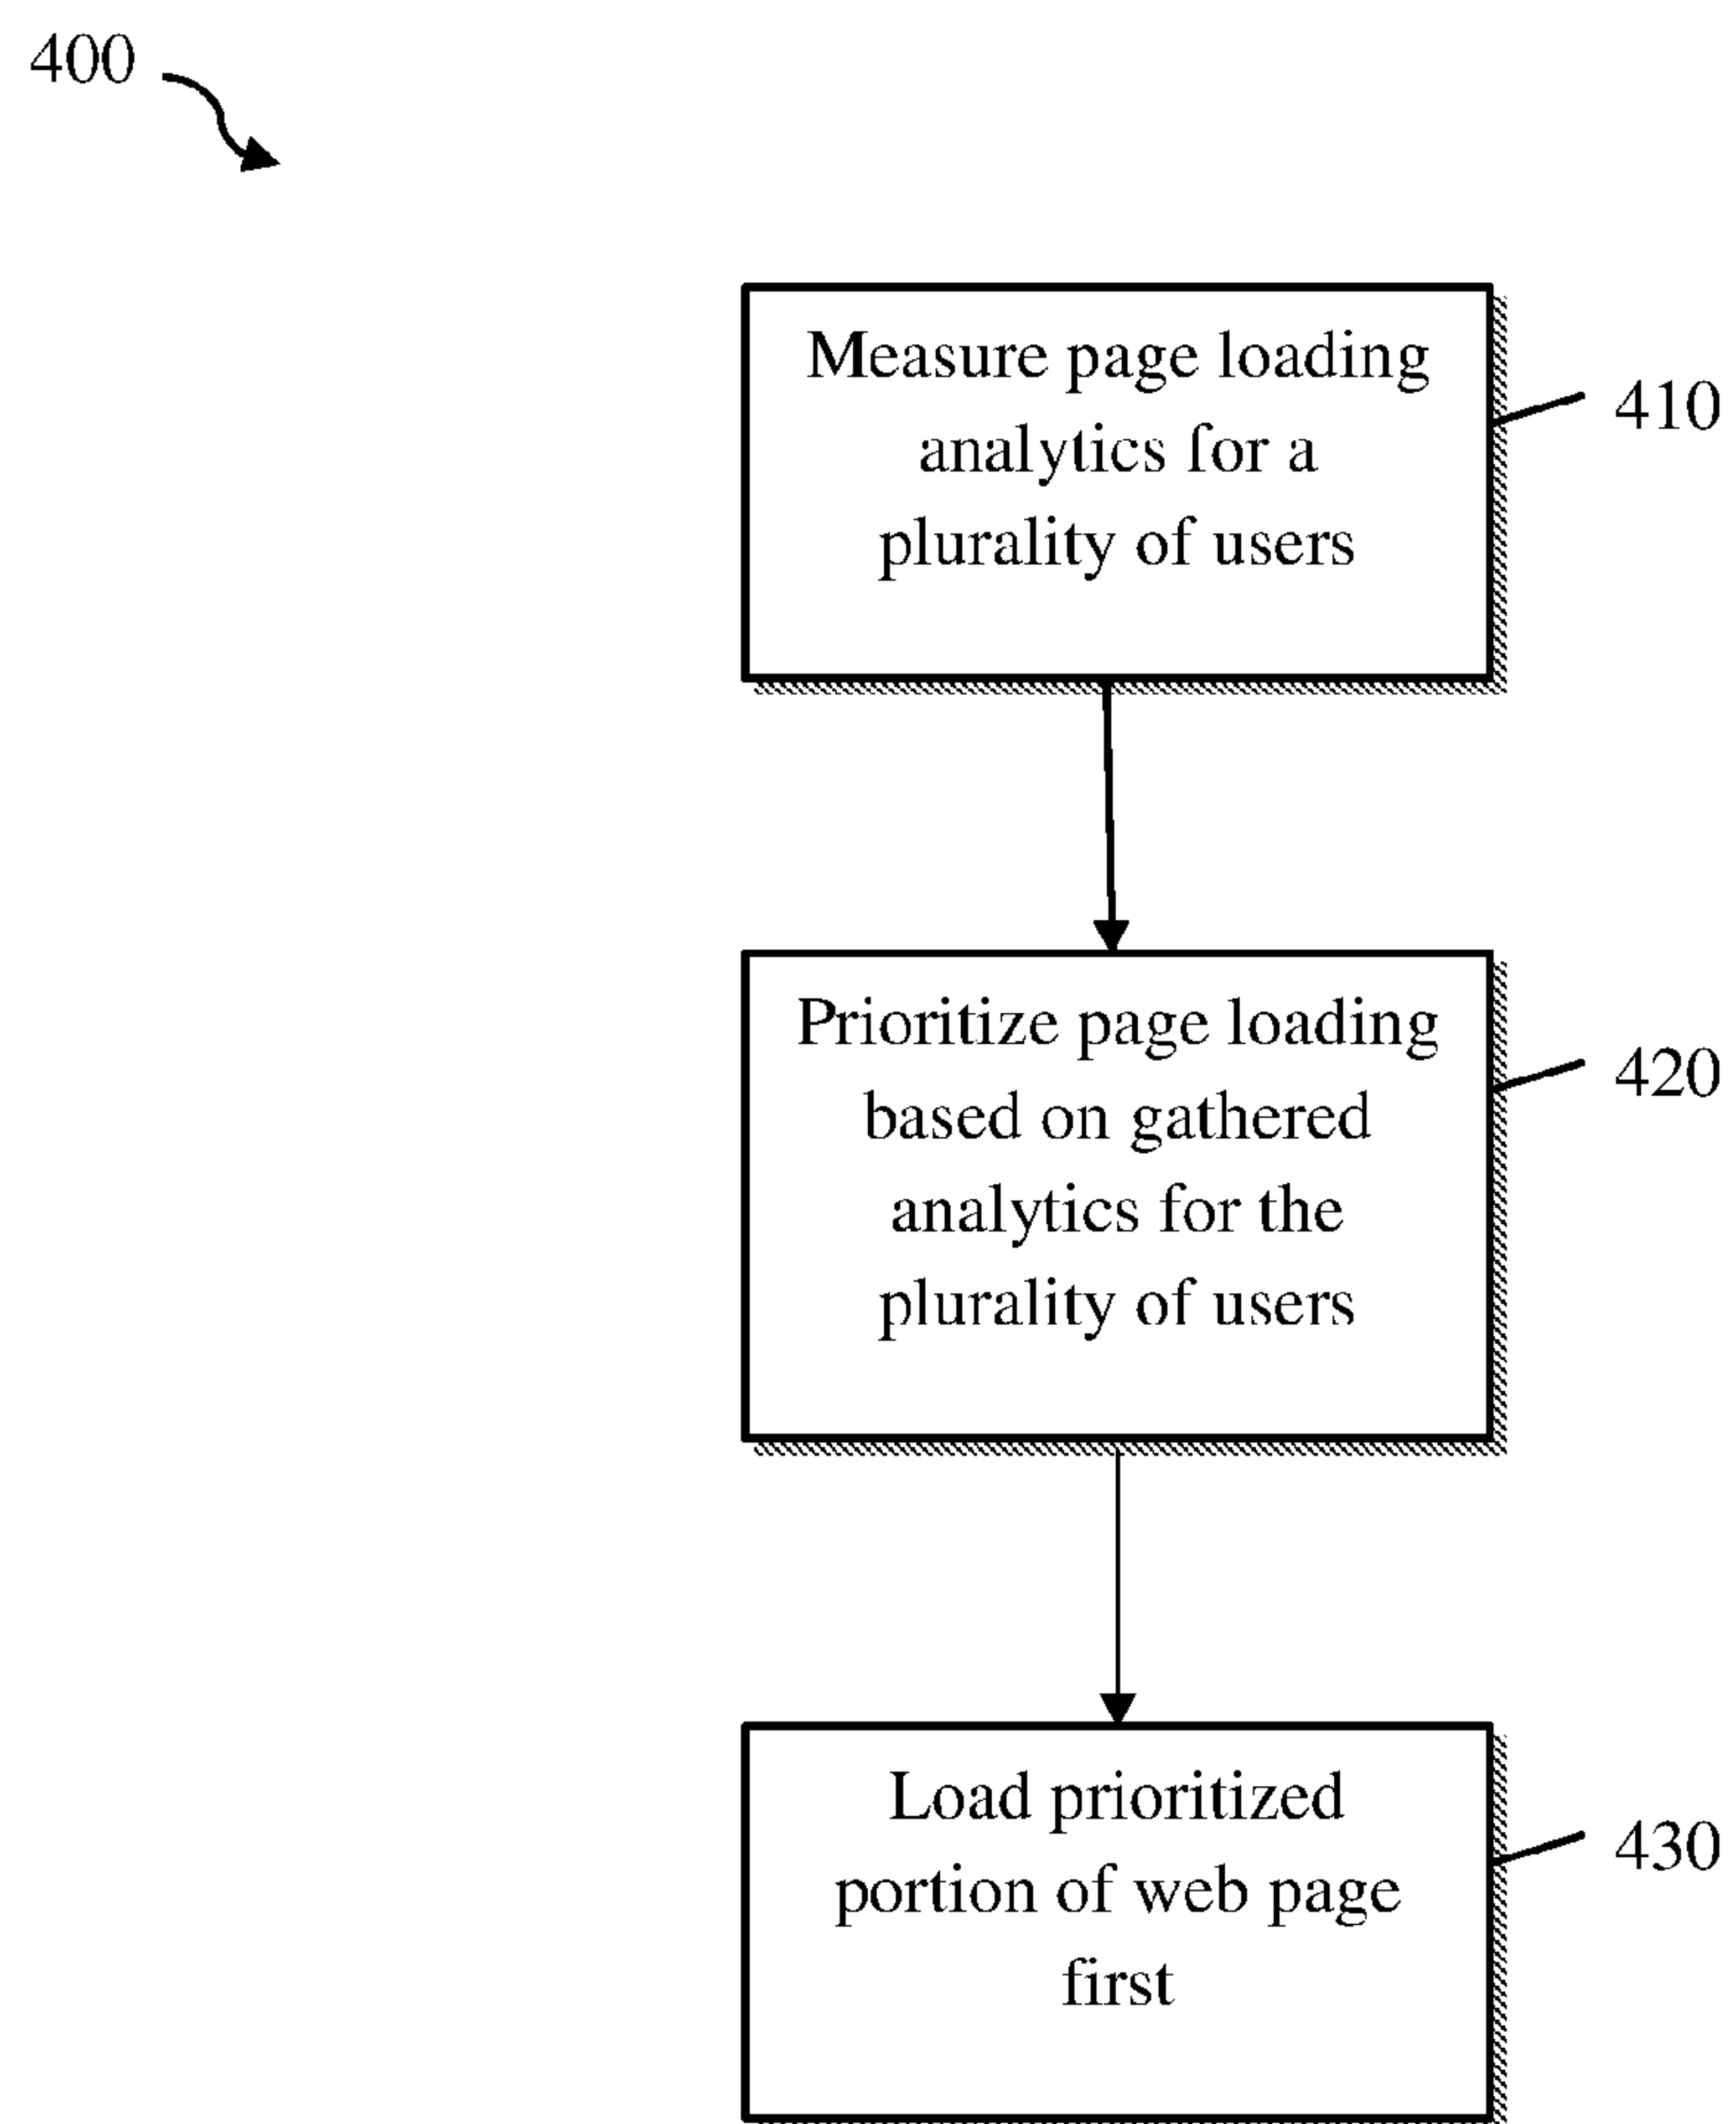 400
Measure page loading
analytics for a
plurality of users
410
Prioritize page loading
based on gathered
analytics for the
plurality of users
420
Load prioritized
portion of web page
first
430